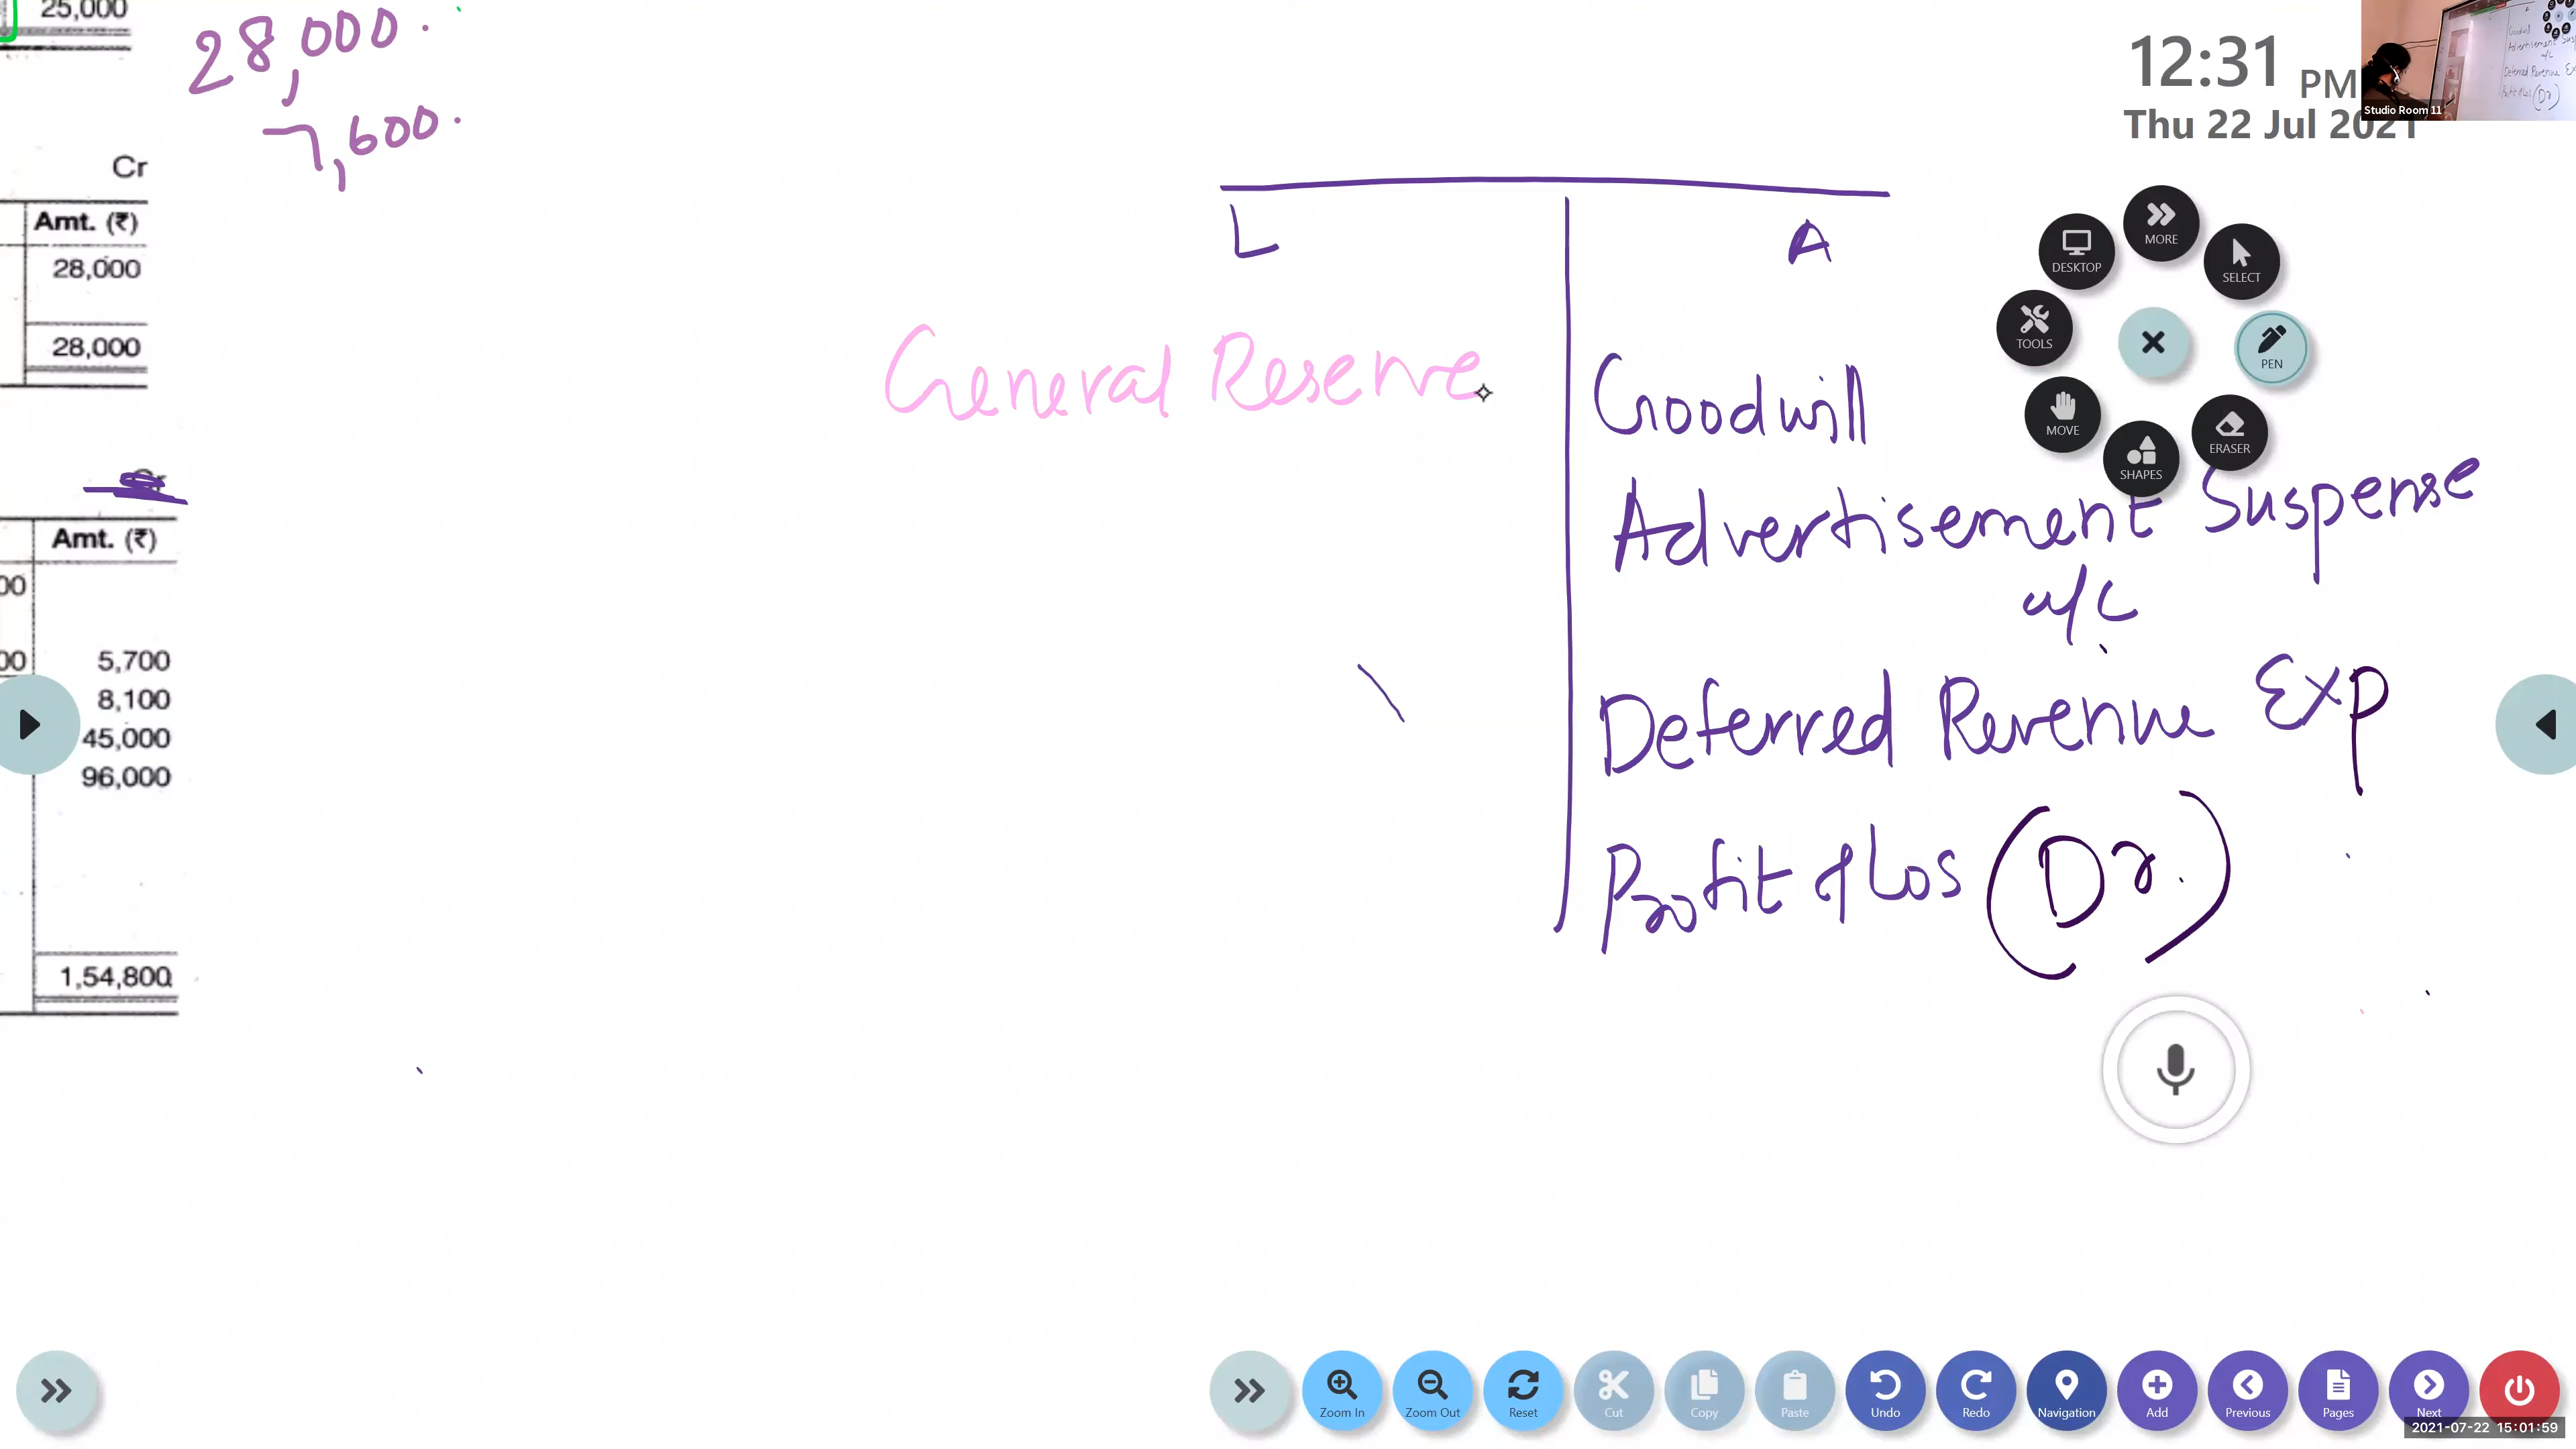 25,000
28,000.
7,600.
12:31 PM
Thu 22 Jul 2021
Studio Room 11
Cr
Amt. (₹)
28,000
28,000
L
A
General Reserve
Goodwill
Advertisement Suspense
a/c
Deferred Revenue Exp
Profit & Los (Dr.)
Amt. (₹)
00
00 5,700
8,100
45,000
96,000
1,54,800
MORE
DESKTOP
SELECT
TOOLS
PEN
MOVE
ERASER
SHAPES
Zoom In
Zoom Out
Reset
Cut
Copy
Paste
Undo
Redo
Navigation
Add
Previous
Pages
Next
2021-07-22 15:01:59